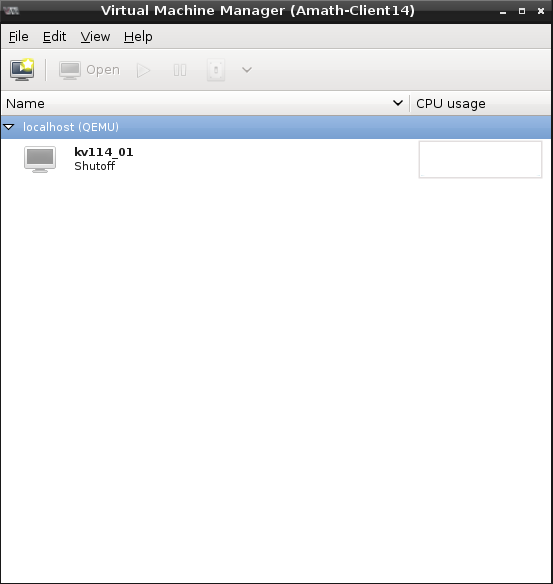 Virtual Machine Manager (Amath-Client14)
File Edit View Help
Open
Name CPU usage
localhost (QEMU)
kv114_01
Shutoff